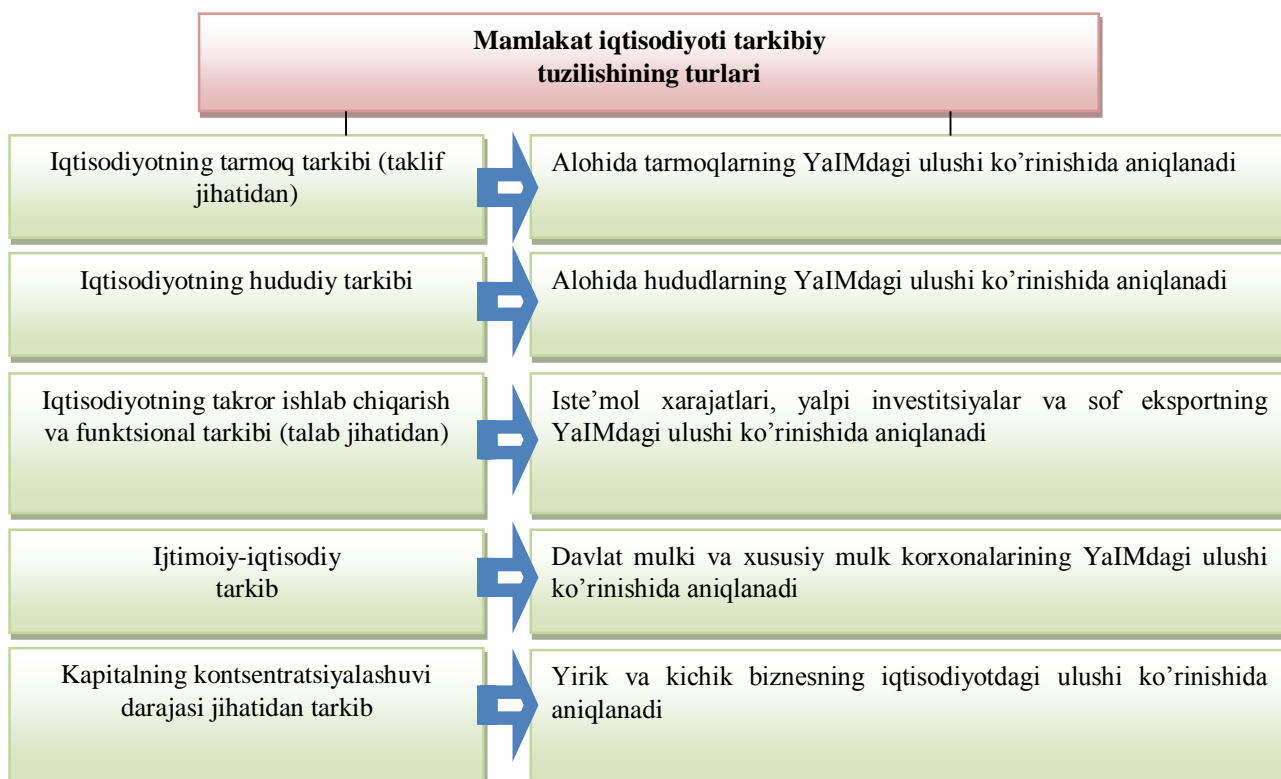 Mamlakat iqtisodiyoti tarkibiy
tuzilishining turlari
Iqtisodiyotning tarmoq tarkibi (taklif
jihatidan)
Alohida tarmoqlarning YaIMdagi ulushi ko’rinishida aniqlanadi
Iqtisodiyotning hududiy tarkibi
Alohida hududlarning YaIMdagi ulushi ko’rinishida aniqlanadi
Iqtisodiyotning takror ishlab chiqarish
va funktsional tarkibi (talab jihatidan)
Iste’mol xarajatlari, yalpi investitsiyalar va sof eksportning
YaIMdagi ulushi ko’rinishida aniqlanadi
Ijtimoiy-iqtisodiy
tarkib
Davlat mulki va xususiy mulk korxonalarining YaIMdagi ulushi
ko’rinishida aniqlanadi
Kapitalning kontsentratsiyalashuvi
darajasi jihatidan tarkib
Yirik va kichik biznesning iqtisodiyotdagi ulushi ko’rinishida
aniqlanadi